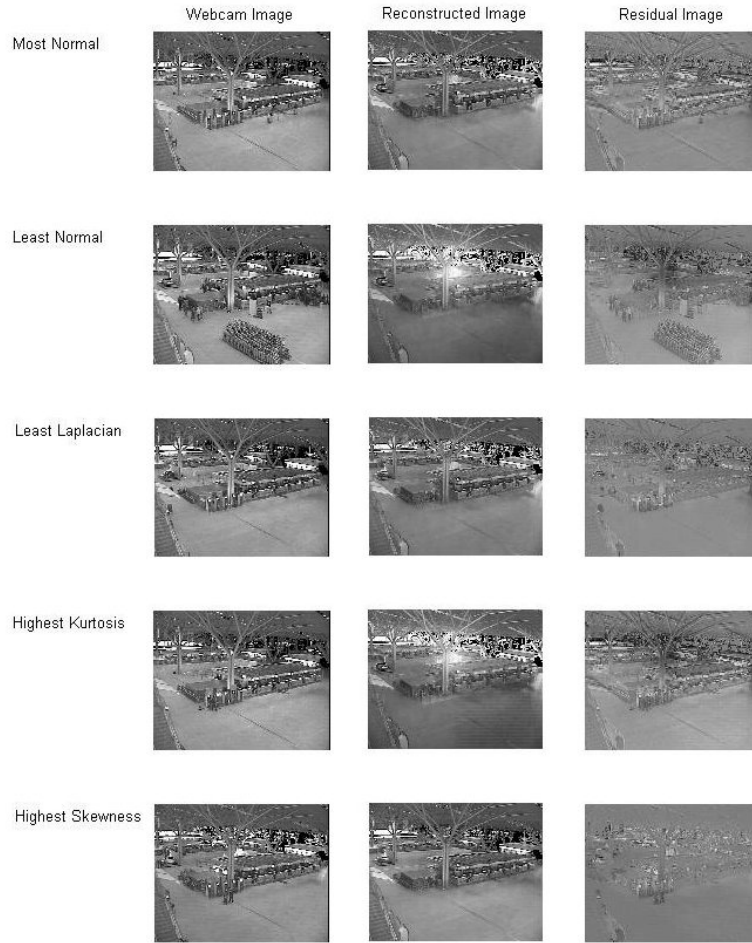 Webcam Image Reconstructed Image Residual Image
Most Normal
Least Normal
Least Laplacian
Highest Kurtosis
Highest Skewness